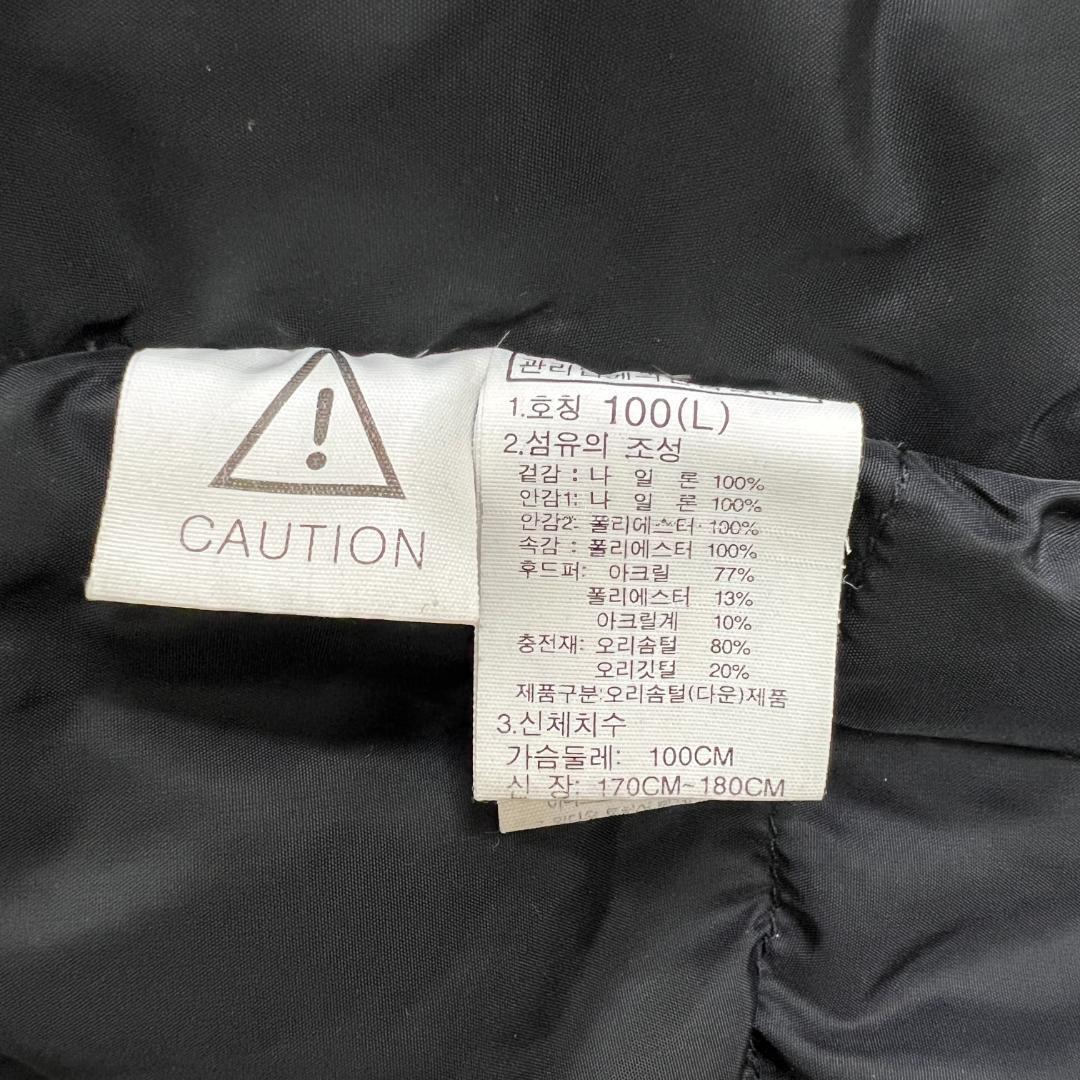 !
CAUTION
1.호칭 100(L)
2.섬유의 조성
겉감 : 나 일 론 100%
안감1: 나 일 론 100%
안감2: 폴리에스터 100%
속감 : 폴리에스터 100%
후드퍼: 아크릴 77%
폴리에스터 13%
아크릴계 10%
충전재: 오리솜털 80%
오리깃털 20%
제품구분:오리솜털(다운)제품
3.신체치수
가슴둘레: 100CM
신 장: 170CM~180CM